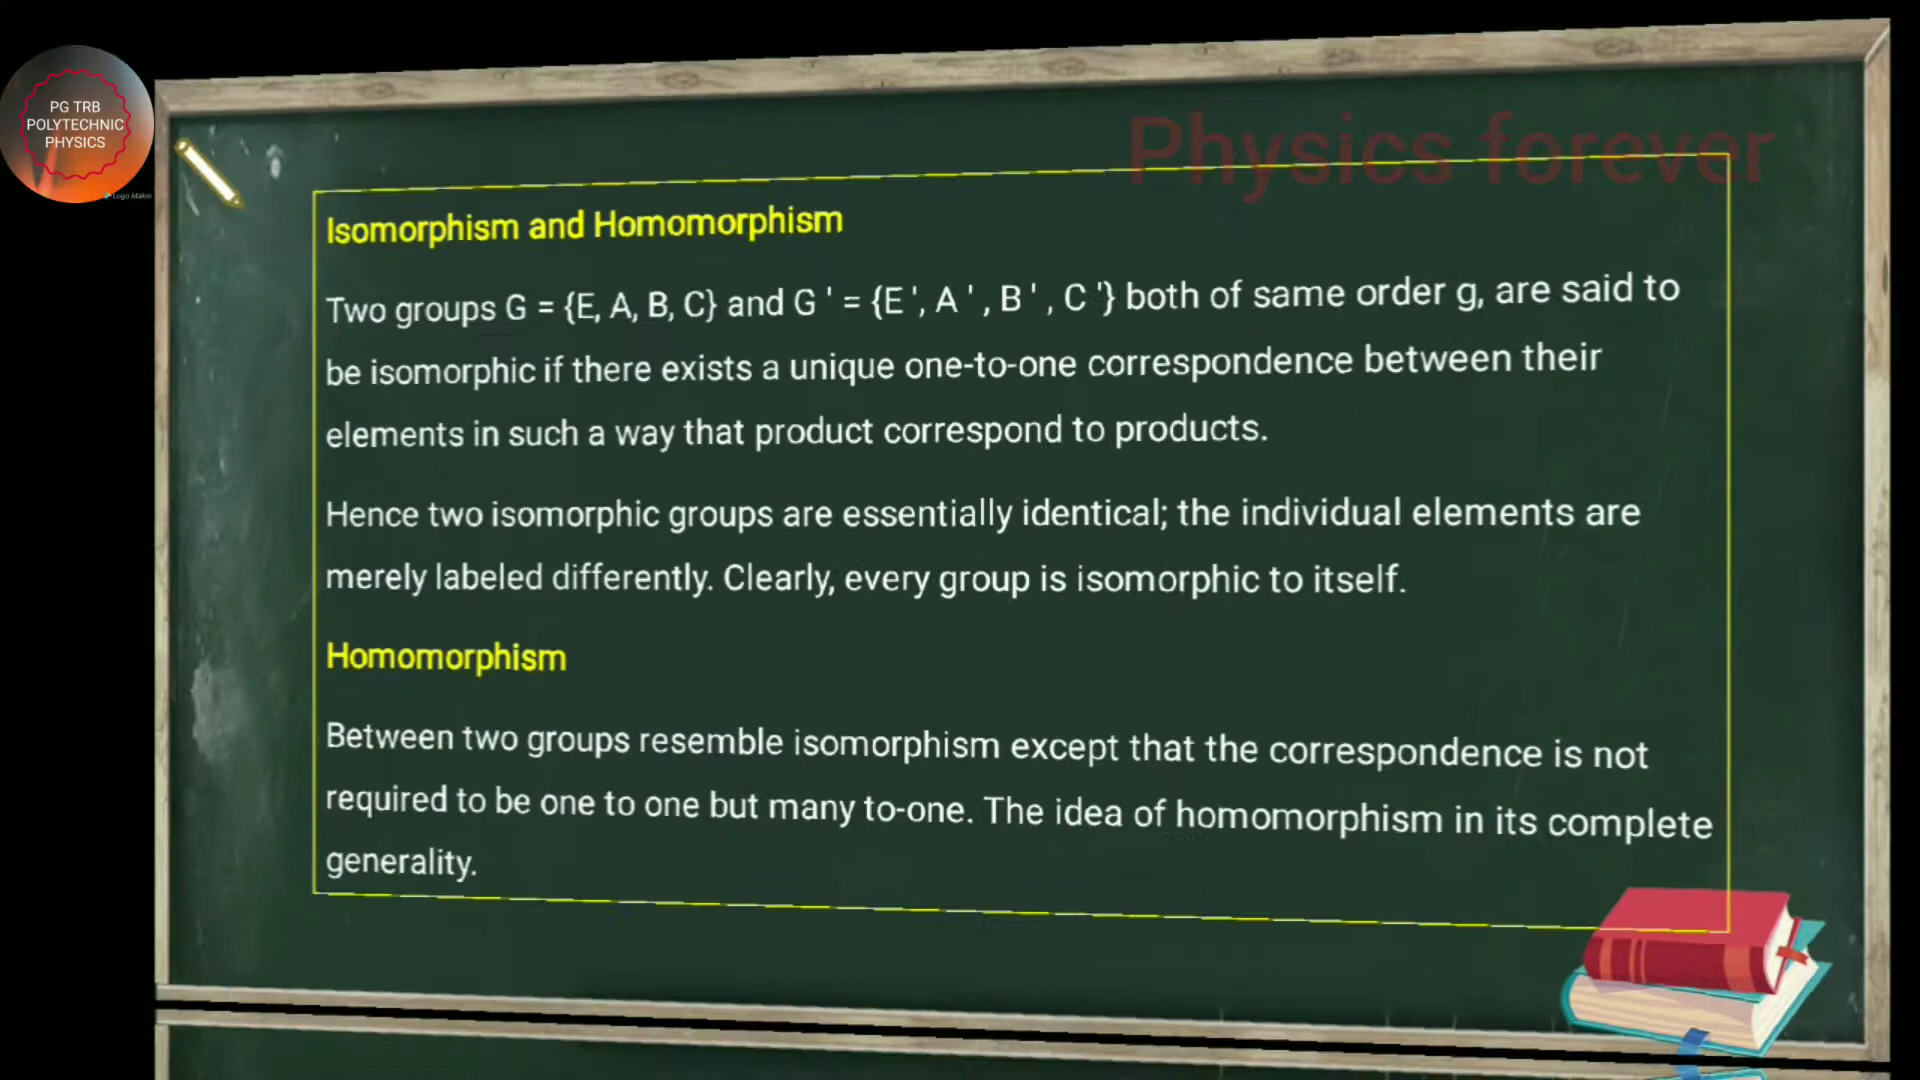 PG TRB
POLYTECHNIC
PHYSICS
Logo Maker
Physics forever
Isomorphism and Homomorphism
Two groups G = {E, A, B, C} and G ' = {E ', A ' , B ' , C '} both of same order g, are said to
be isomorphic if there exists a unique one-to-one correspondence between their
elements in such a way that product correspond to products.
Hence two isomorphic groups are essentially identical; the individual elements are
merely labeled differently. Clearly, every group is isomorphic to itself.
Homomorphism
Between two groups resemble isomorphism except that the correspondence is not
required to be one to one but many to-one. The idea of homomorphism in its complete
generality.